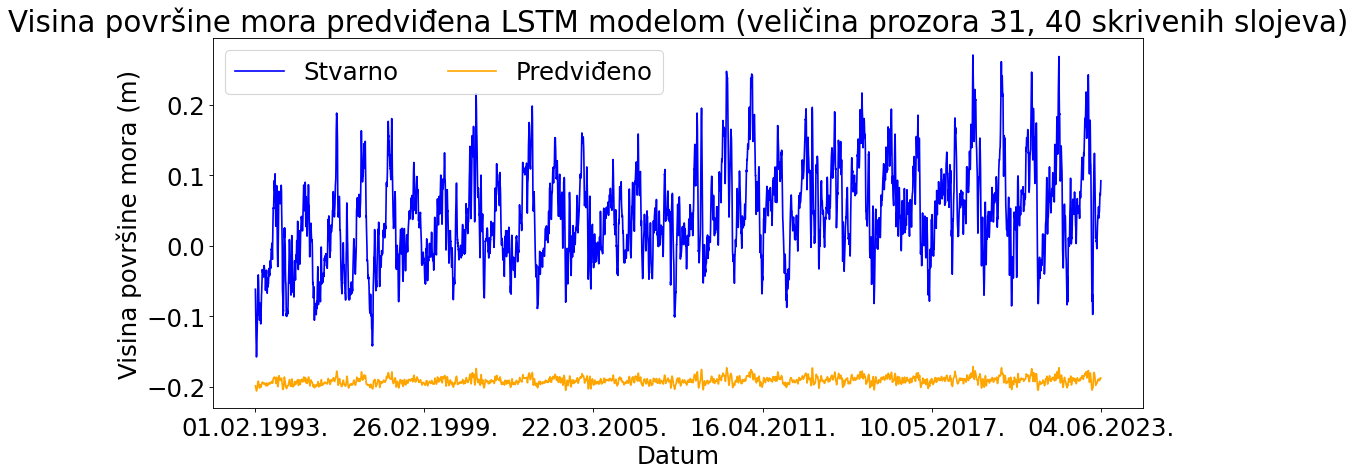 Visina površine mora predviđena LSTM modelom (veličina prozora 31, 40 skrivenih slojeva)
Stvarno Predviđeno
Visina površine mora (m)
0.2
0.1
0.0
−0.1
−0.2
01.02.1993. 26.02.1999. 22.03.2005. 16.04.2011. 10.05.2017. 04.06.2023.
Datum